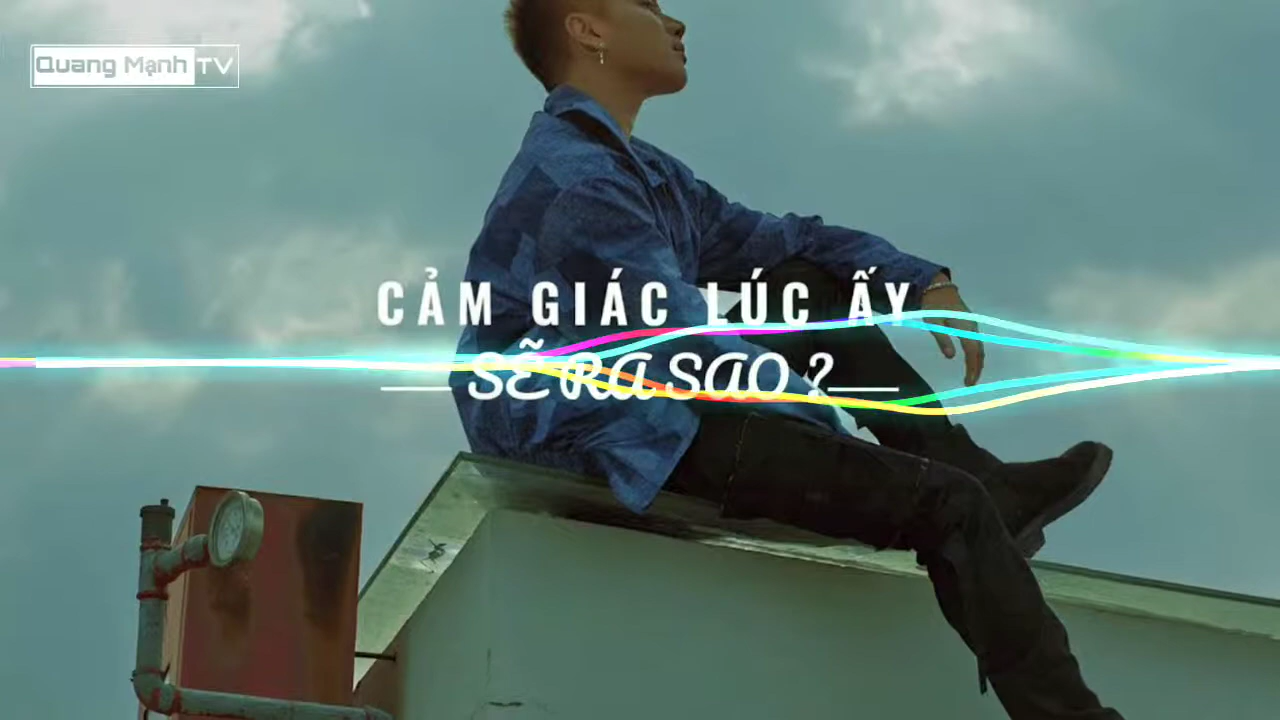 Quang Mạnh TV
CẢM GIÁC LÚC ẤY
SẼ RA SAO ?